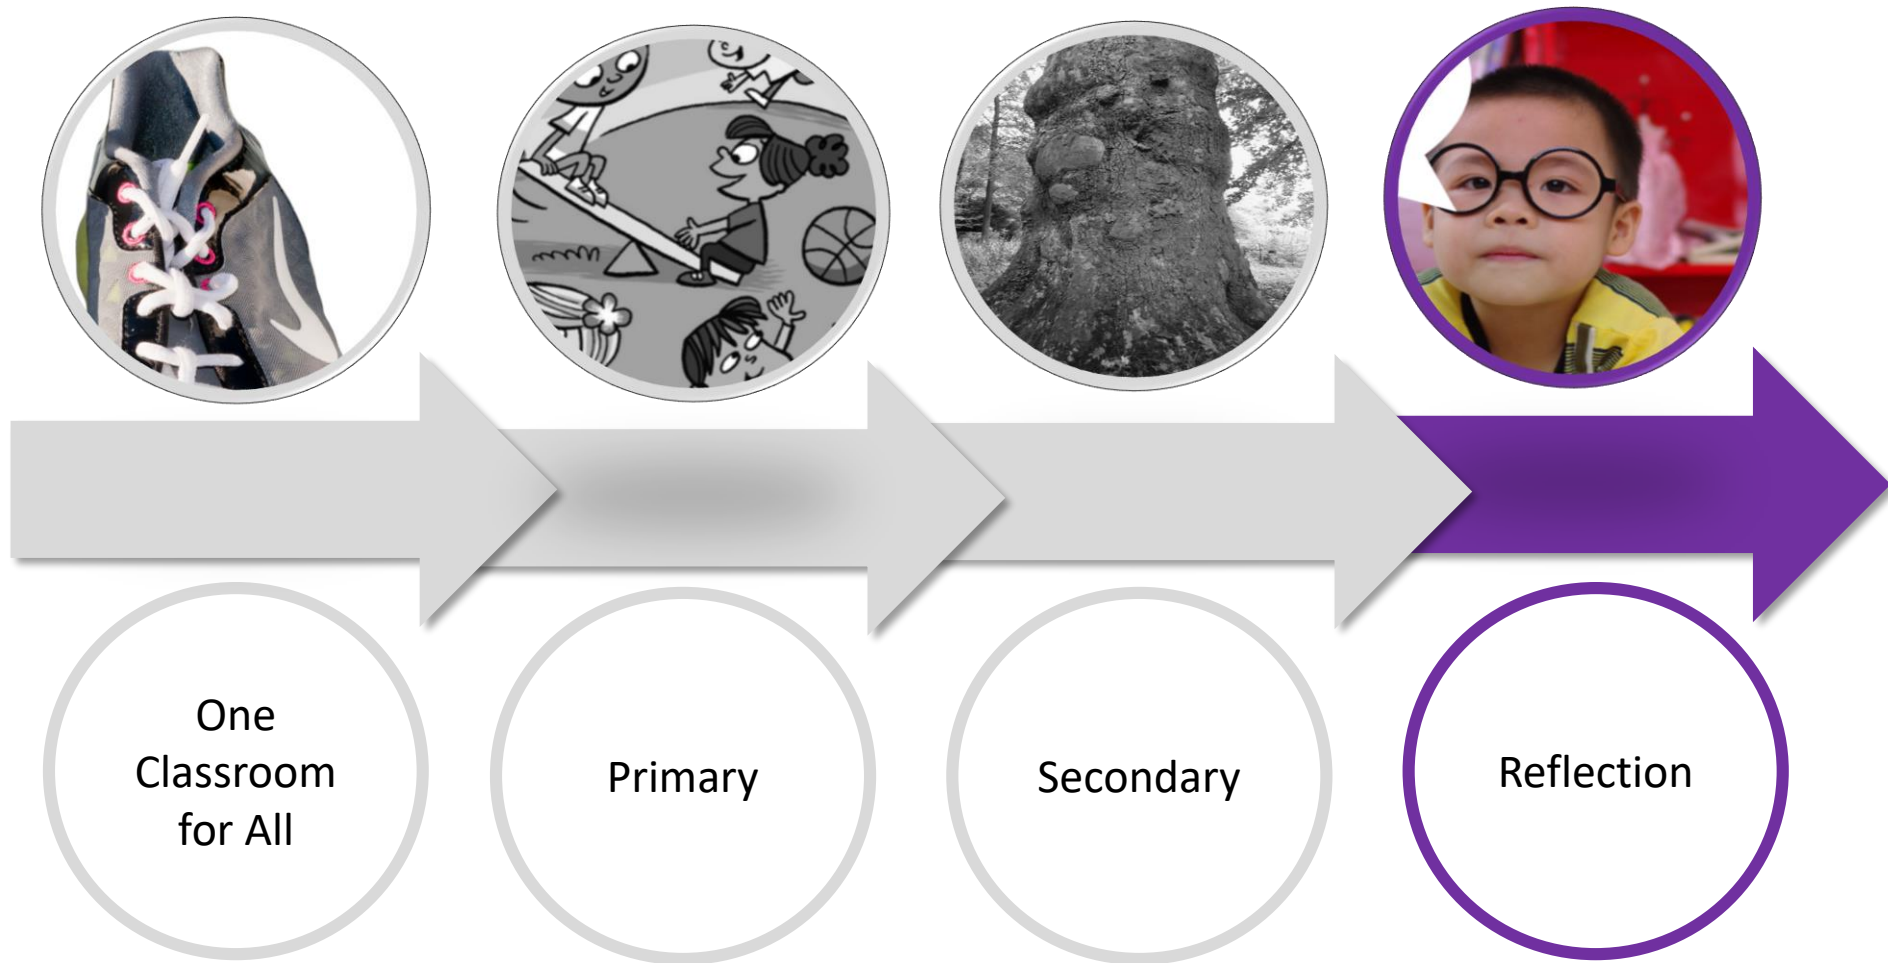 One
Classroom
for All
Primary
Secondary
Reflection